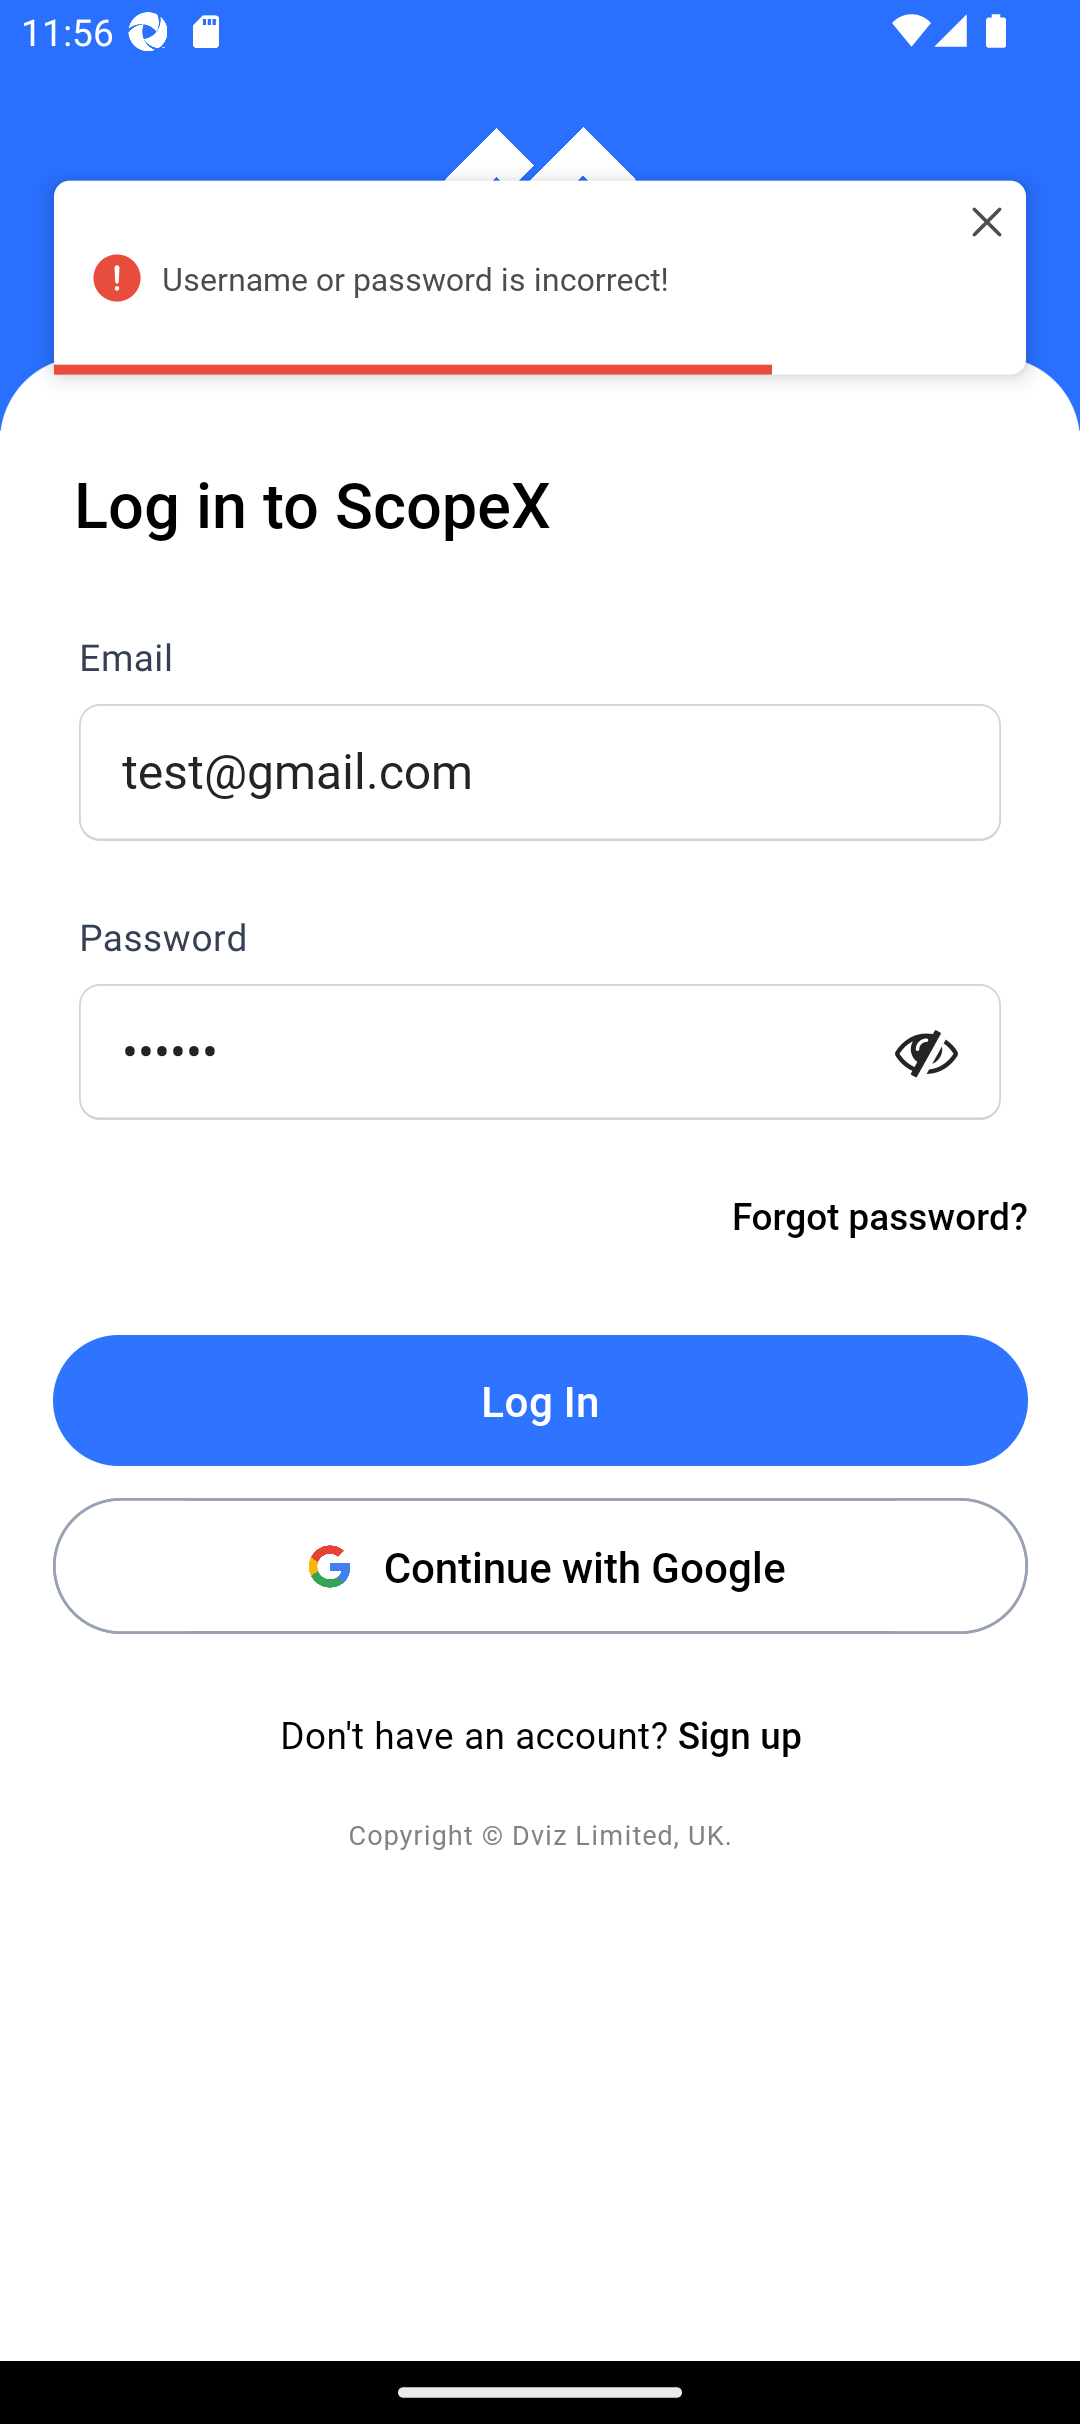 11:56
Username or password is incorrect!
Log in to ScopeX
Email
test@gmail.com
Password
••••••
Forgot password?
Log In
Continue with Google
Don't have an account? Sign up
Copyright © Dviz Limited, UK.